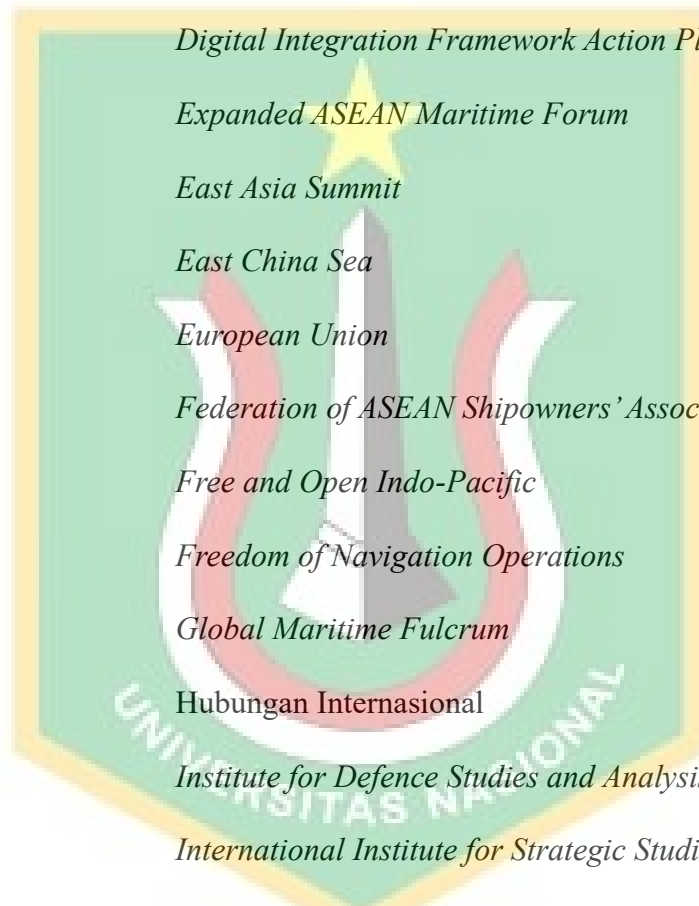 Digital Integration Framework Action
Expanded ASEAN Maritime Forum
East Asia Summit
East China Sea
European Union
Federation of ASEAN Shipowners’
Free and Open Indo-Pacific
Freedom of Navigation Operations
Global Maritime Fulcrum
Hubungan Internasional
Institute for Defence Studies and
International Institute for Strategic
UNIVERSITAS NASIONAL